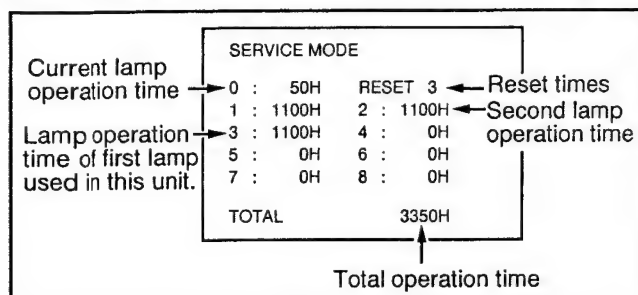 SERVICE MODE
Current lamp
operation time
0 : 50H RESET 3
Reset times
1 : 1100H 2 : 1100H
Second lamp
operation time
Lamp operation
time of first lamp
used in this unit.
3 : 1100H 4 : 0H
5 : 0H 6 : 0H
7 : 0H 8 : 0H
TOTAL 3350H
Total operation time